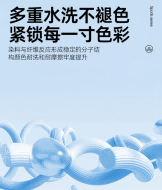 多重水洗不褪色
紧锁每一寸色彩
染料与纤维反应形成稳定的分子结
构颜色耐洗和耐摩擦牢度提升